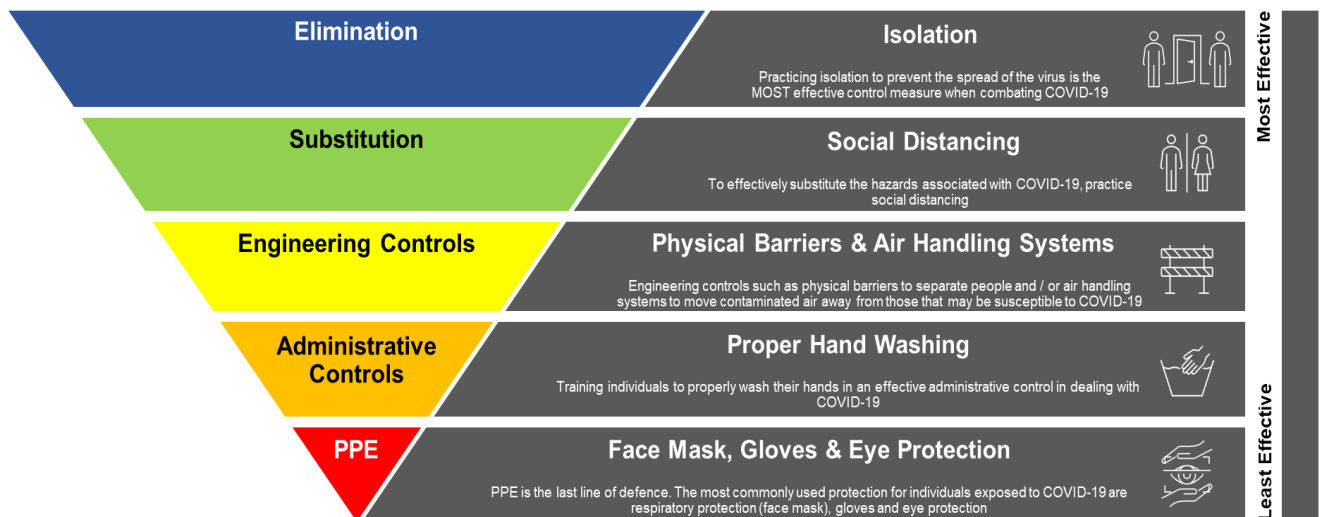 Elimination
Isolation
Practicing isolation to prevent the spread of the virus is the
MOST effective control measure when combating COVID-19
Substitution
Social Distancing
To effectively substitute the hazards associated with COVID-19, practice
social distancing
Engineering Controls
Physical Barriers & Air Handling Systems
Engineering controls such as physical barriers to separate people and / or air handling
systems to move contaminated air away from those that may be susceptible to COVID-19
Administrative
Controls
Proper Hand Washing
Training individuals to properly wash their hands in an effective administrative control in dealing with
COVID-19
PPE
Face Mask, Gloves & Eye Protection
PPE is the last line of defence. The most commonly used protection for individuals exposed to COVID-19 are
respiratory protection (face mask), gloves and eye protection
Most Effective
Least Effective